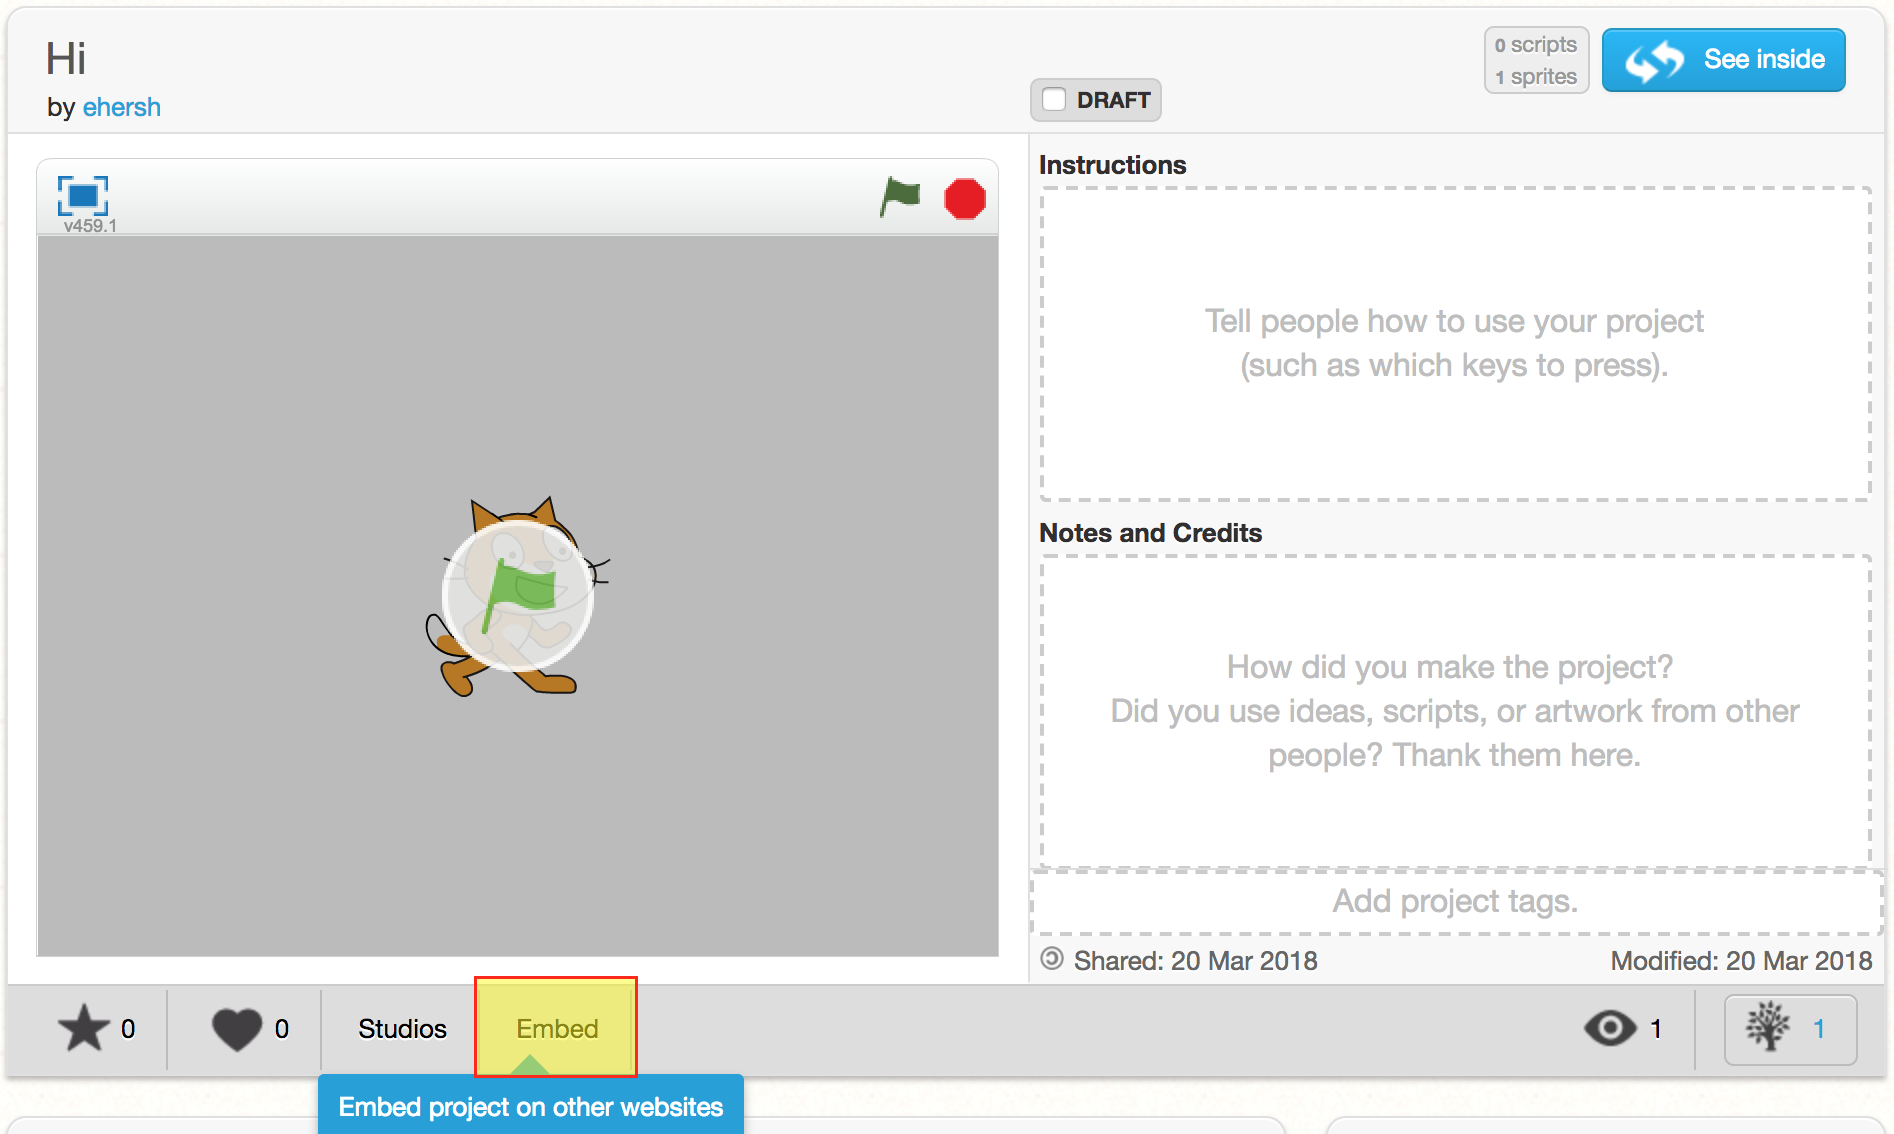 Hi
by ehersh
DRAFT
0 scripts
1 sprites
See inside
v459.1
Instructions
Tell people how to use your project
(such as which keys to press).
Notes and Credits
How did you make the project?
Did you use ideas, scripts, or artwork from other
people? Thank them here.
Add project tags.
Shared: 20 Mar 2018
Modified: 20 Mar 2018
0
0
Studios
Embed
1
1
Embed project on other websites